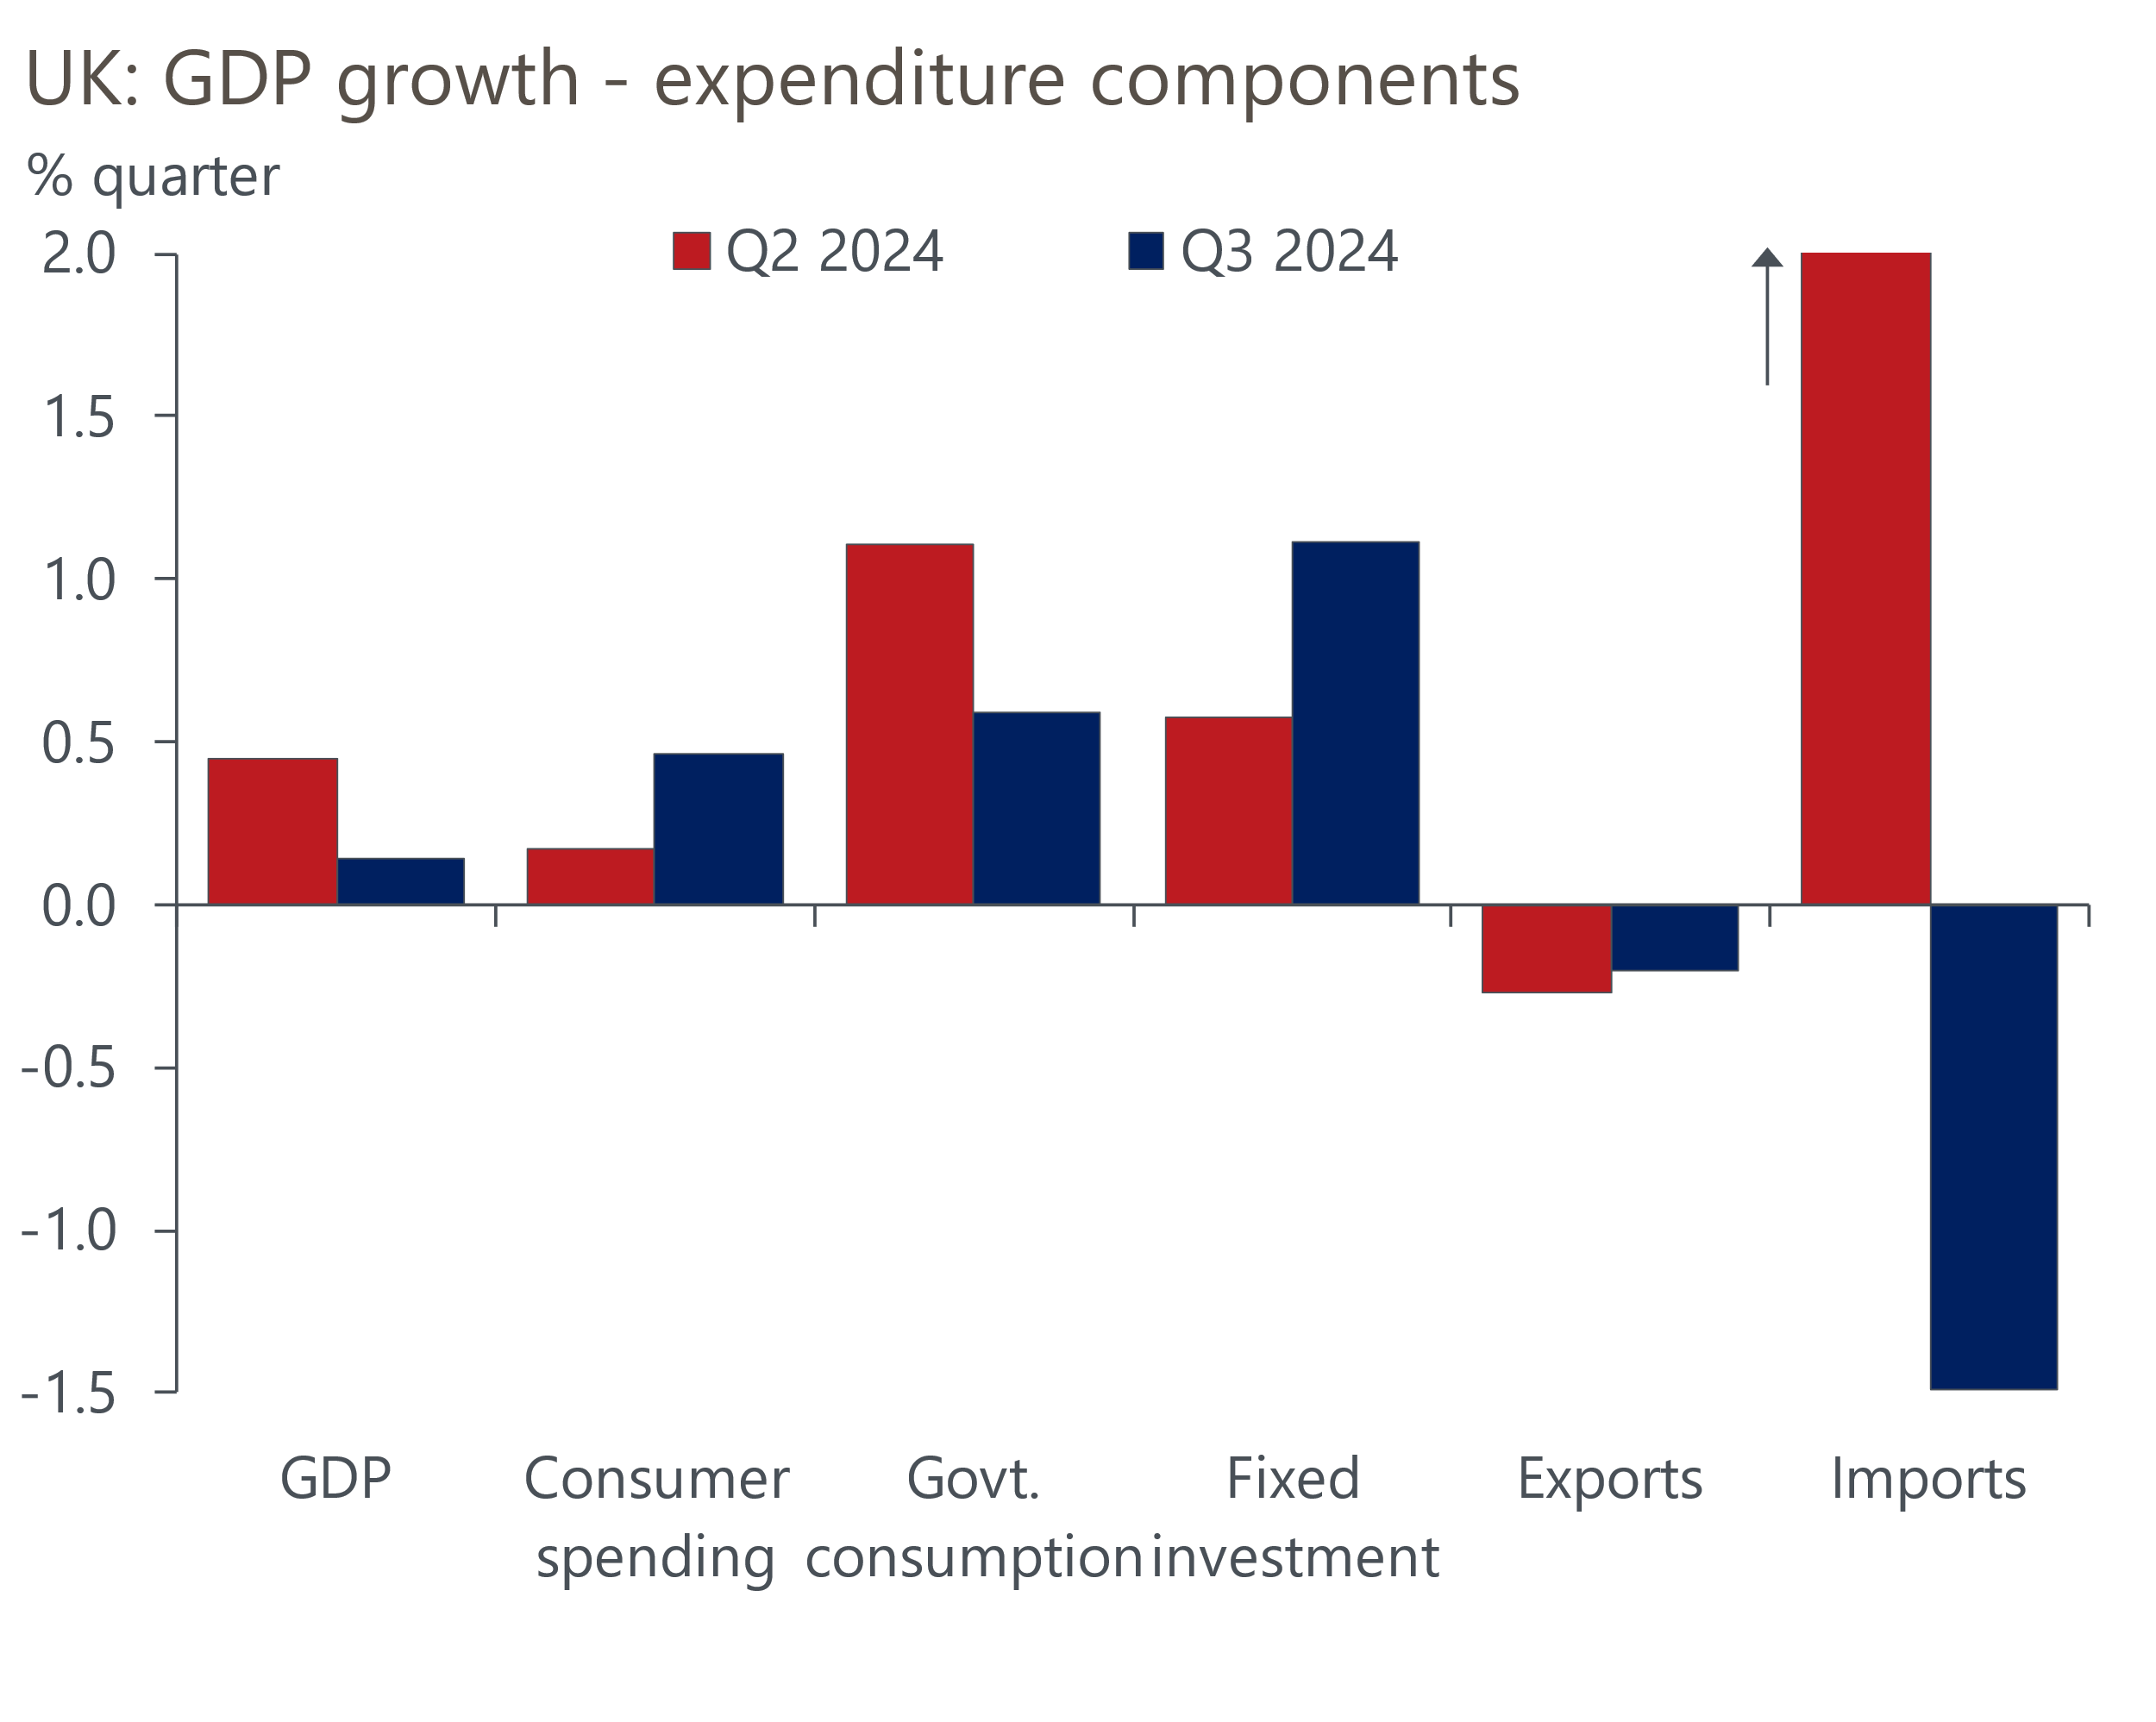 UK: GDP growth - expenditure components
% quarter
Q2 2024 Q3 2024
2.0
1.5
1.0
0.5
0.0
-0.5
-1.0
-1.5
GDP Consumer Govt. Fixed Exports Imports
spending consumption investment